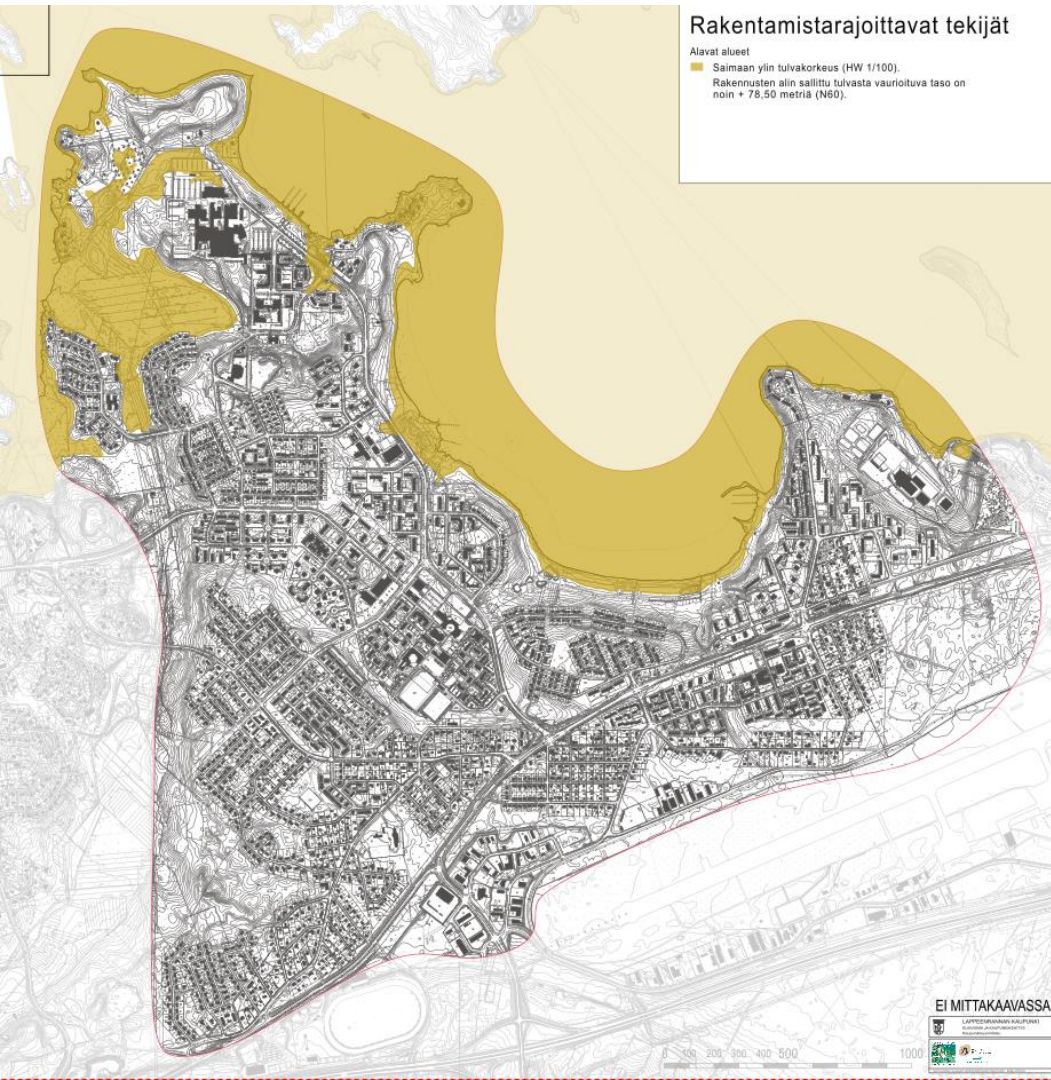 Rakentamistarajoittavat tekijät
Alavat alueet
Saimaan ylin tulvakorkeus (HW 1/100).
Rakennusten alin sallittu tulvasta vaurioituva taso on
noin + 78,50 metriä (N60).
EI MITTAKAAVASSA
LAPPEENRANNAN KAUPUNKI
0 100 200 300 400 500 1000